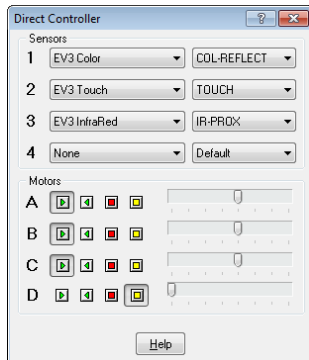 Direct Controller
Sensors
1 EV3 Color COL-REFLECT
2 EV3 Touch TOUCH
3 EV3 InfraRed IR-PROX
4 None Default
Motors
A
B
C
D
Help